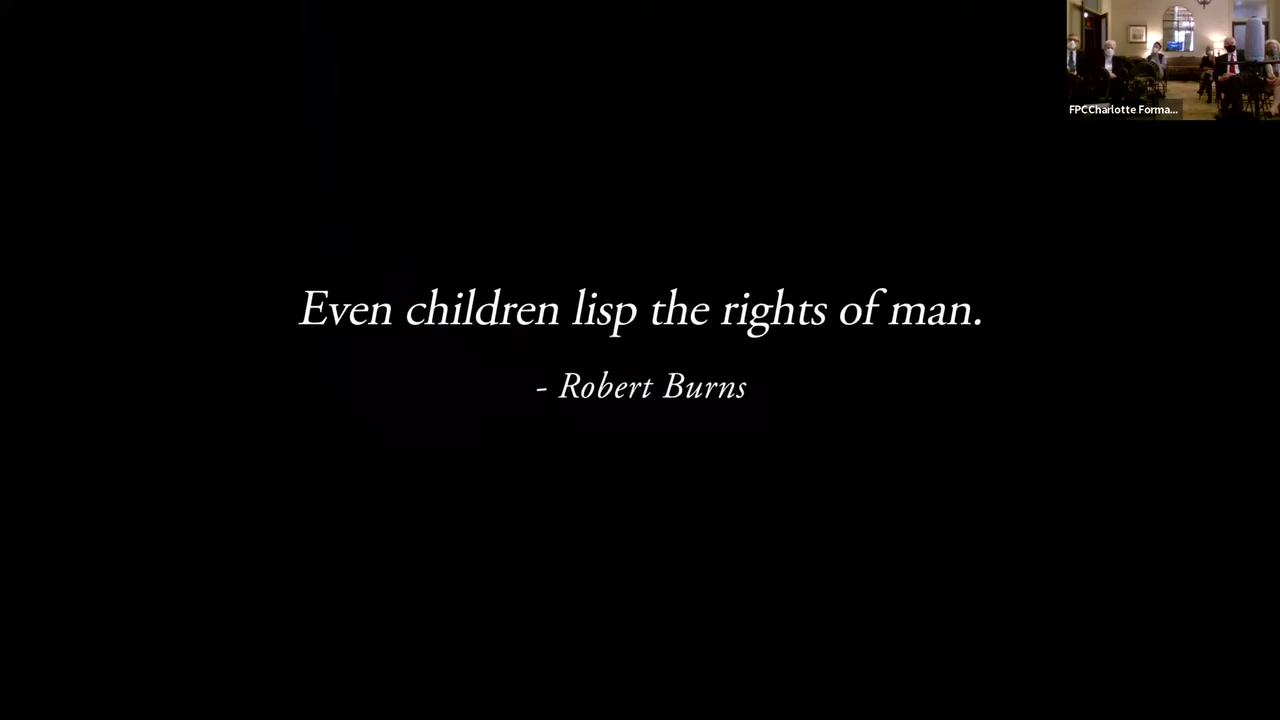 FPCCharlotte Forma...
Even children lisp the rights of man.
- Robert Burns